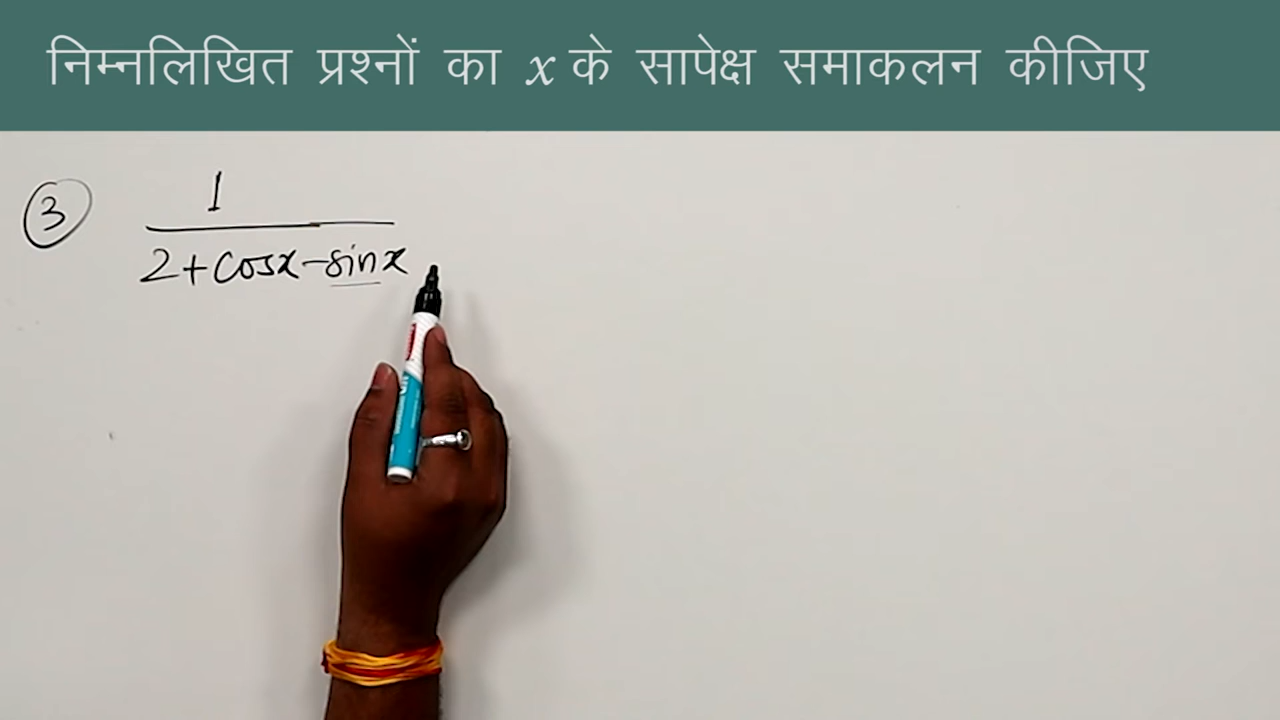 निम्नलिखित प्रश्नों का x के सापेक्ष समाकलन कीजिए
3
1
2+cosx-sinx